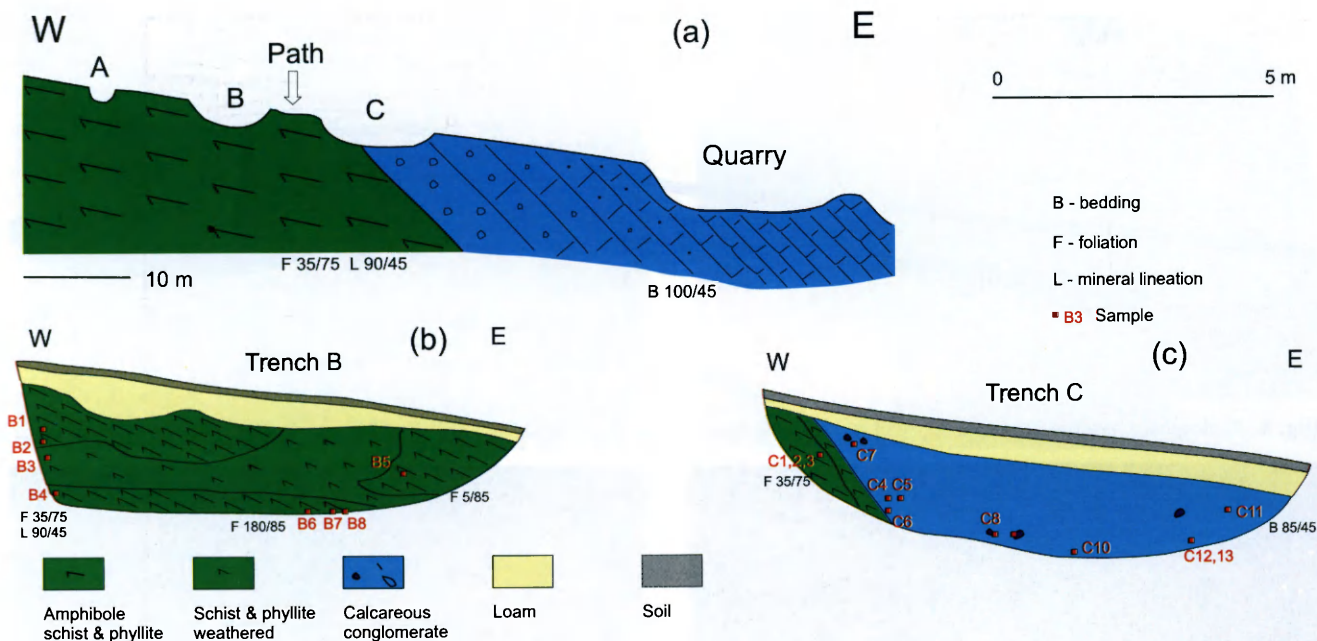 W
(a)
E
A
Path
B
C
Quarry
0
5 m
B - bedding
F - foliation
L - mineral lineation
B3 Sample
10 m
F 35/75 L 90/45
B 100/45
W
(b)
E
Trench B
B1
B2
B3
B4
B5
F 5/85
F 35/75
L 90/45
F 180/85
B6 B7 B8
W
(c)
E
Trench C
C7
C1,2,3
F 35/75
C4 C5
C6
C8
C10
C11
C12,13
B 85/45
Amphibole
schist & phyllite
Schist & phyllite
weathered
Calcareous
conglomerate
Loam
Soil